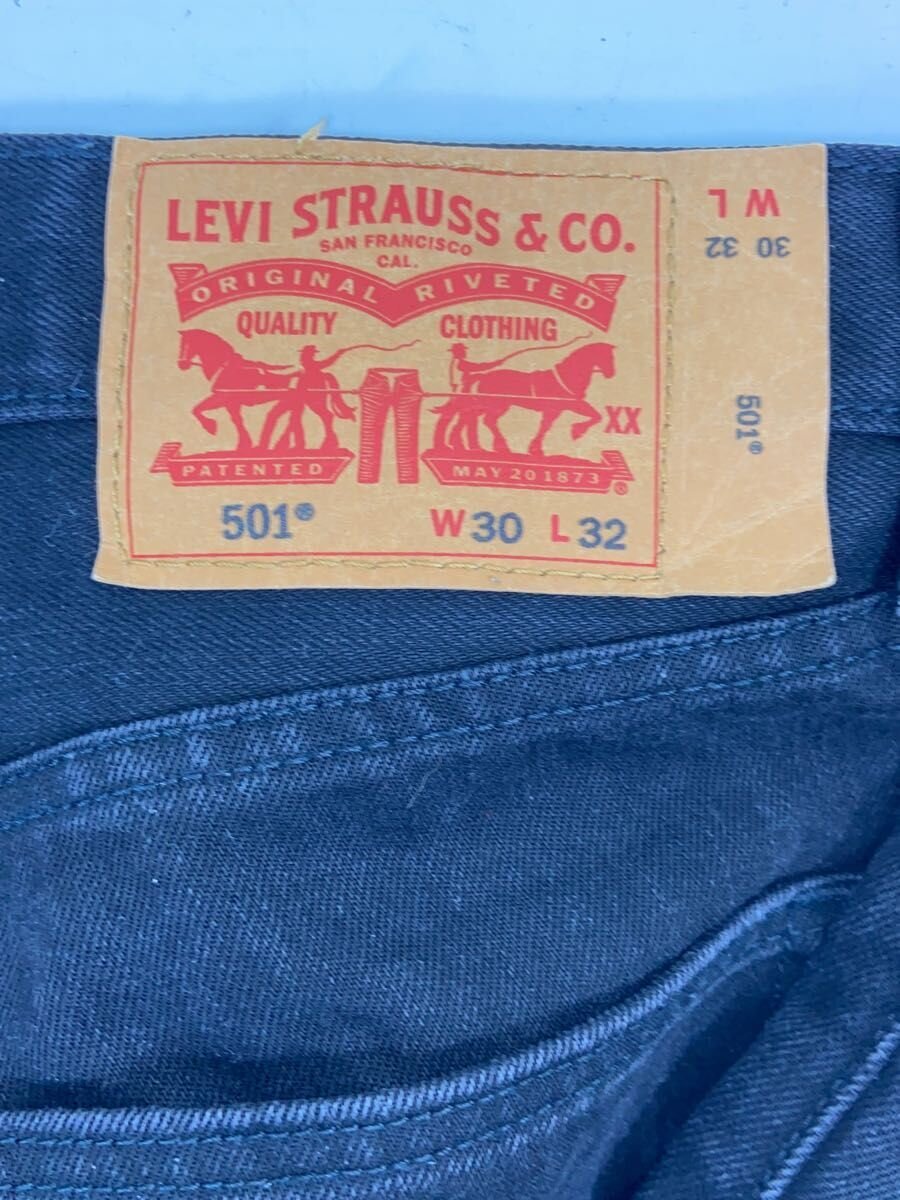 LEVI STRAUSS & CO.
SAN FRANCISCO
CAL.
ORIGINAL RIVETED
QUALITY CLOTHING
XX
PATENTED MAY 20 1873 ®
501® W30 L32
W L
30 32
501®